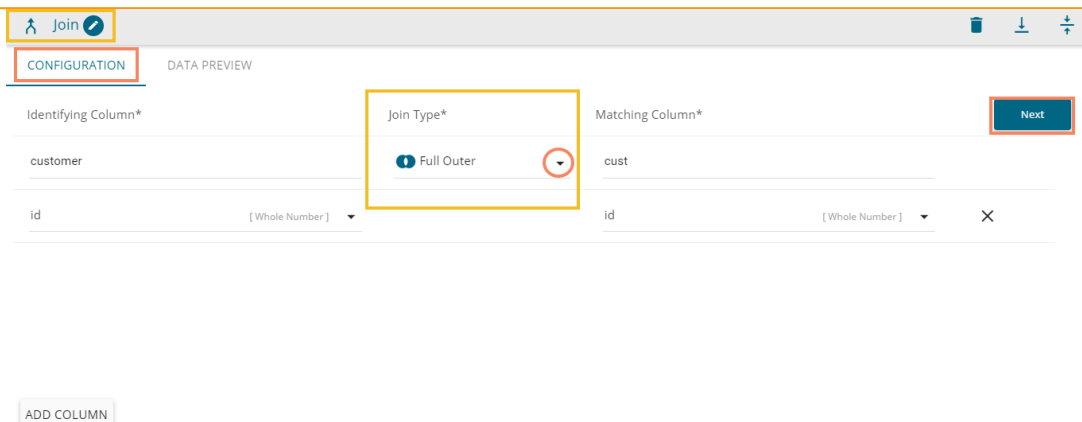 Join
CONFIGURATION DATA PREVIEW
Identifying Column* Join Type* Matching Column* Next
customer Full Outer cust
id [ Whole Number ] id [ Whole Number ]
ADD COLUMN